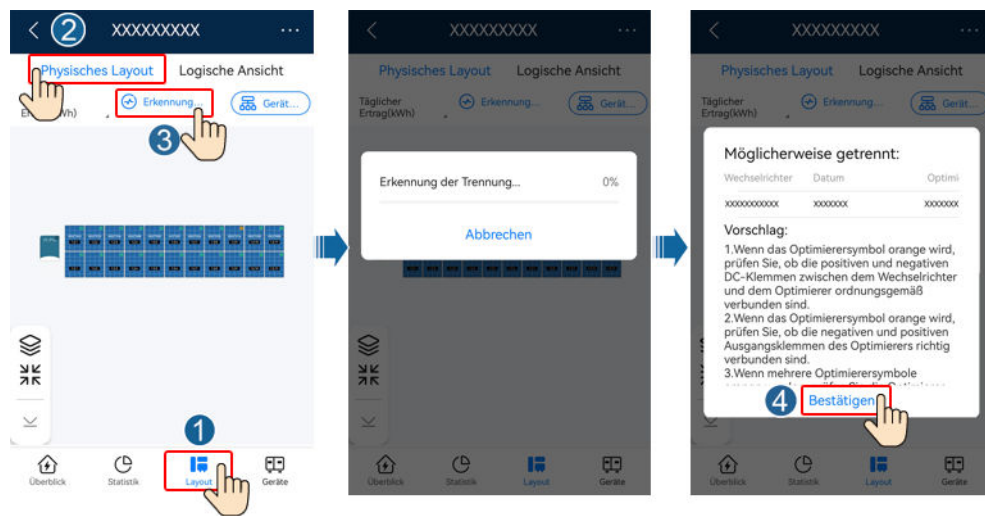 2
XXXXXXXXX
...
Physisches Layout
Logische Ansicht
kWh)
Erkennung...
Gerät...
3
1
Überblick
Statistik
Layout
Geräte
XXXXXXXXX
...
Physisches Layout
Logische Ansicht
Täglicher
Ertrag(kWh)
Erkennung...
Gerät...
Erkennung der Trennung...
0%
Abbrechen
Überblick
Statistik
Layout
Geräte
XXXXXXXXX
...
Physisches Layout
Logische Ansicht
Täglicher
Ertrag(kWh)
Erkennung...
Gerät...
Möglicherweise getrennt:
Wechselrichter Datum Optimi
xxxxxxxxxxx xxxxxxx xxxxxxx
Vorschlag:
1.Wenn das Optimierersymbol orange wird,
prüfen Sie, ob die positiven und negativen
DC-Klemmen zwischen dem Wechselrichter
und dem Optimierer ordnungsgemäß
verbunden sind.
2.Wenn das Optimierersymbol orange wird,
prüfen Sie, ob die negativen und positiven
Ausgangsklemmen des Optimierers richtig
verbunden sind.
3.Wenn mehrere Optimierersymbole
4
Bestätigen
Überblick
Statistik
Layout
Geräte